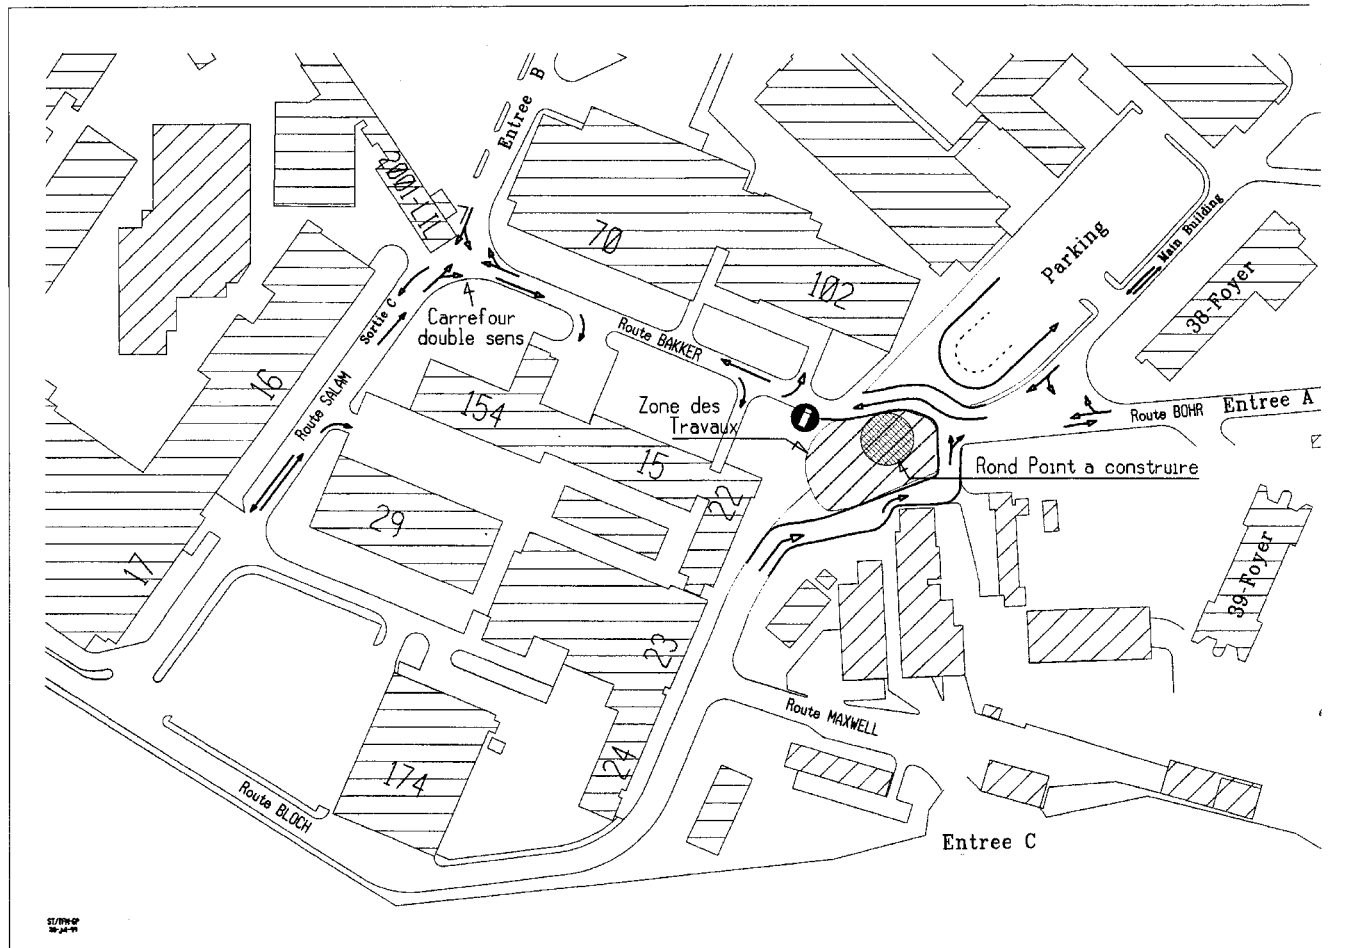 Entree B
2001-LLI
70
102
Parking
Main Building
38-Foyer
Sortie C
Carrefour
double sens
Route BAKKER
16
Route SALAM
154
Zone des
Travaux
Route BOHR
Entree A
15
Rond Point a construire
22
29
17
39-Foyer
23
Route MAXWELL
24
174
Route BLOCH
Entree C